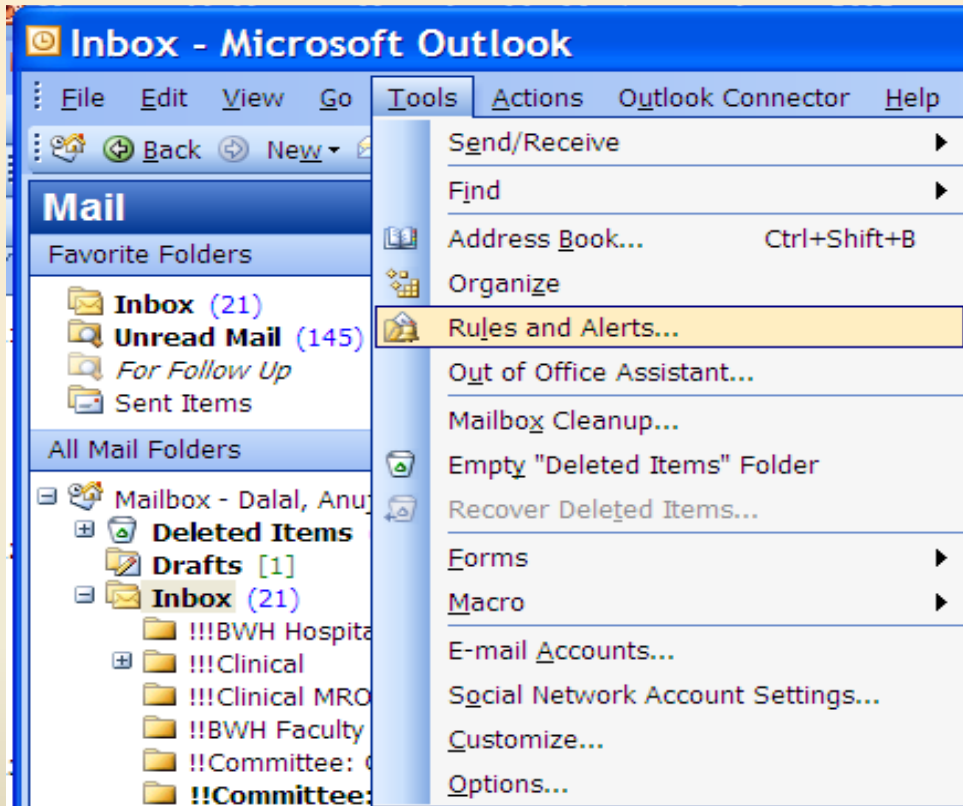 Inbox - Microsoft Outlook
File Edit View Go Tools Actions Outlook Connector Help
Back New
Send/Receive
Find
Address Book... Ctrl+Shift+B
Organize
Rules and Alerts...
Out of Office Assistant...
Mailbox Cleanup...
Empty "Deleted Items" Folder
Recover Deleted Items...
Forms
Macro
E-mail Accounts...
Social Network Account Settings...
Customize...
Options...
Mail
Favorite Folders
Inbox (21)
Unread Mail (145)
For Follow Up
Sent Items
All Mail Folders
Mailbox - Dalal,
Deleted Items
Drafts [1]
Inbox (21)
!!!BWH
!!!Clinical
!!!Clinical MRO
!!BWH Faculty
!!Committee:
!!Committee: